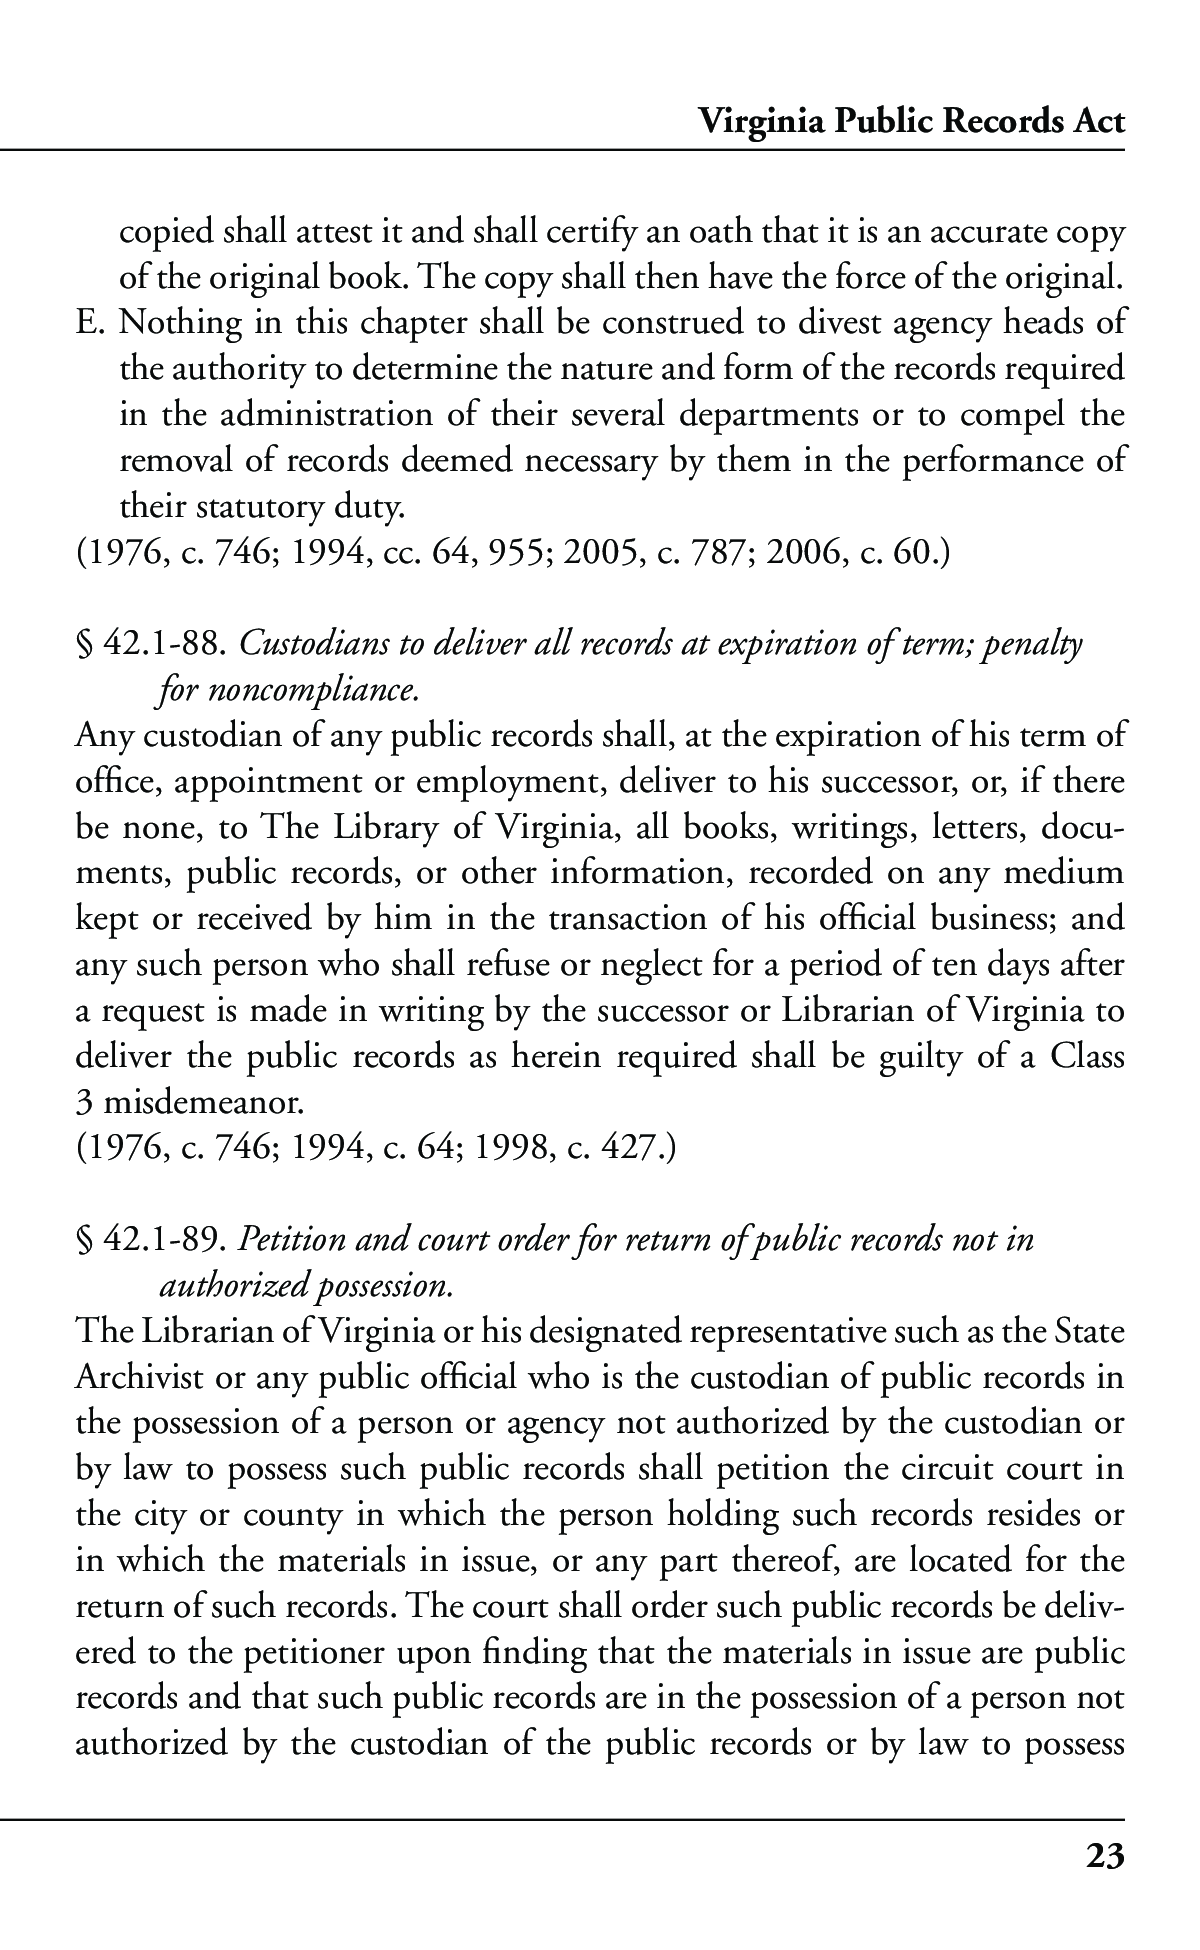 Virginia Public Records Act
copied shall attest it and shall certify an oath that it is an accurate copy
of the original book. The copy shall then have the force of the original.
E. Nothing in this chapter shall be construed to divest agency heads of
the authority to determine the nature and form of the records required
in the administration of their several departments or to compel the
removal of records deemed necessary by them in the performance of
their statutory duty.
(1976, c. 746; 1994, cc. 64, 955; 2005, c. 787; 2006, c. 60.)
§ 42.1-88. Custodians to deliver all records at expiration of term; penalty
for noncompliance.
Any custodian of any public records shall, at the expiration of his term of
office, appointment or employment, deliver to his successor, or, if there
be none, to The Library of Virginia, all books, writings, letters, docu-
ments, public records, or other information, recorded on any medium
kept or received by him in the transaction of his official business; and
any such person who shall refuse or neglect for a period of ten days after
a request is made in writing by the successor or Librarian of Virginia to
deliver the public records as herein required shall be guilty of a Class
3 misdemeanor.
(1976, c. 746; 1994, c. 64; 1998, c. 427.)
§ 42.1-89. Petition and court order for return of public records not in
authorized possession.
The Librarian of Virginia or his designated representative such as the State
Archivist or any public official who is the custodian of public records in
the possession of a person or agency not authorized by the custodian or
by law to possess such public records shall petition the circuit court in
the city or county in which the person holding such records resides or
in which the materials in issue, or any part thereof, are located for the
return of such records. The court shall order such public records be deliv-
ered to the petitioner upon finding that the materials in issue are public
records and that such public records are in the possession of a person not
authorized by the custodian of the public records or by law to possess
23